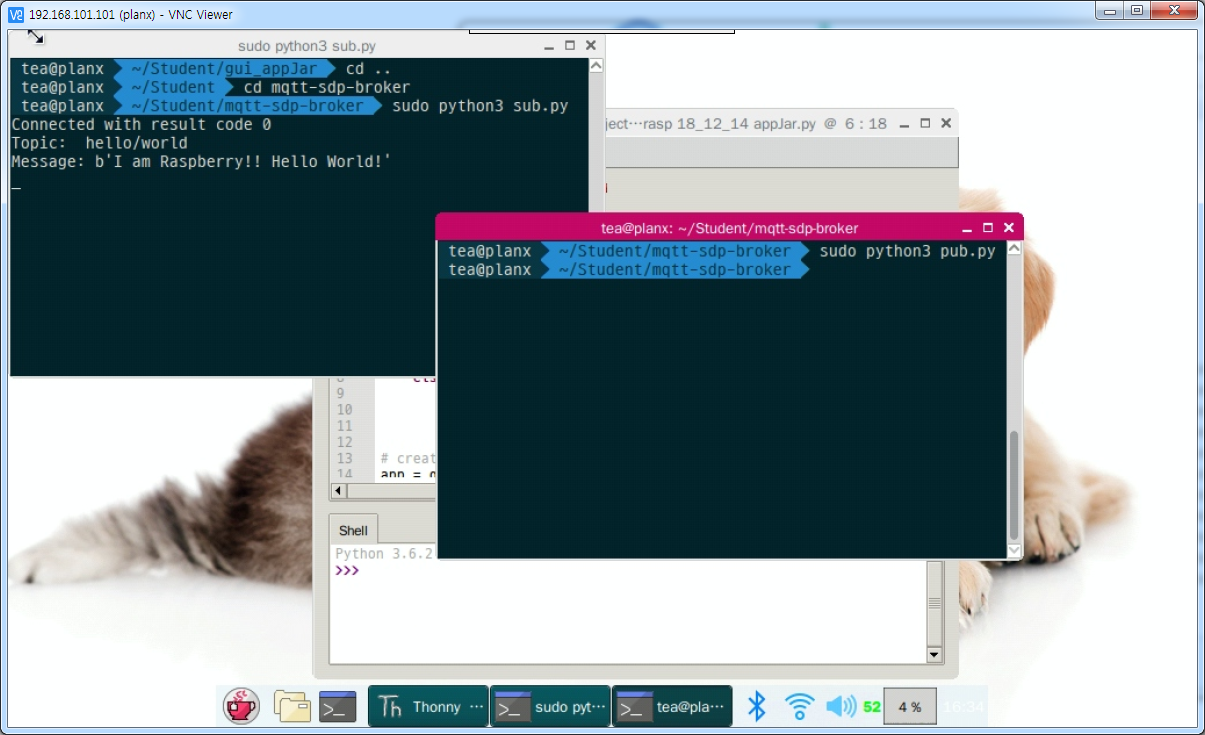 192.168.101.101 (planx) - VNC Viewer
sudo python3 sub.py
tea@planx ~/Student/gui_appJar cd ..
tea@planx ~/Student cd mqtt-sdp-broker
tea@planx ~/Student/mqtt-sdp-broker sudo python3 sub.py
Connected with result code 0
Topic:  hello/world
Message: b'I am Raspberry!! Hello World!'
_
ject…rasp 18_12_14 appJar.py @ 6 : 18
tea@planx: ~/Student/mqtt-sdp-broker
tea@planx ~/Student/mqtt-sdp-broker sudo python3 pub.py
tea@planx ~/Student/mqtt-sdp-broker
9
10
11
12
13 # creat
14 app =
Shell
Python 3.6.2
>>>
Thonny …
sudo pyt…
tea@pla…
52
4 %
16:34